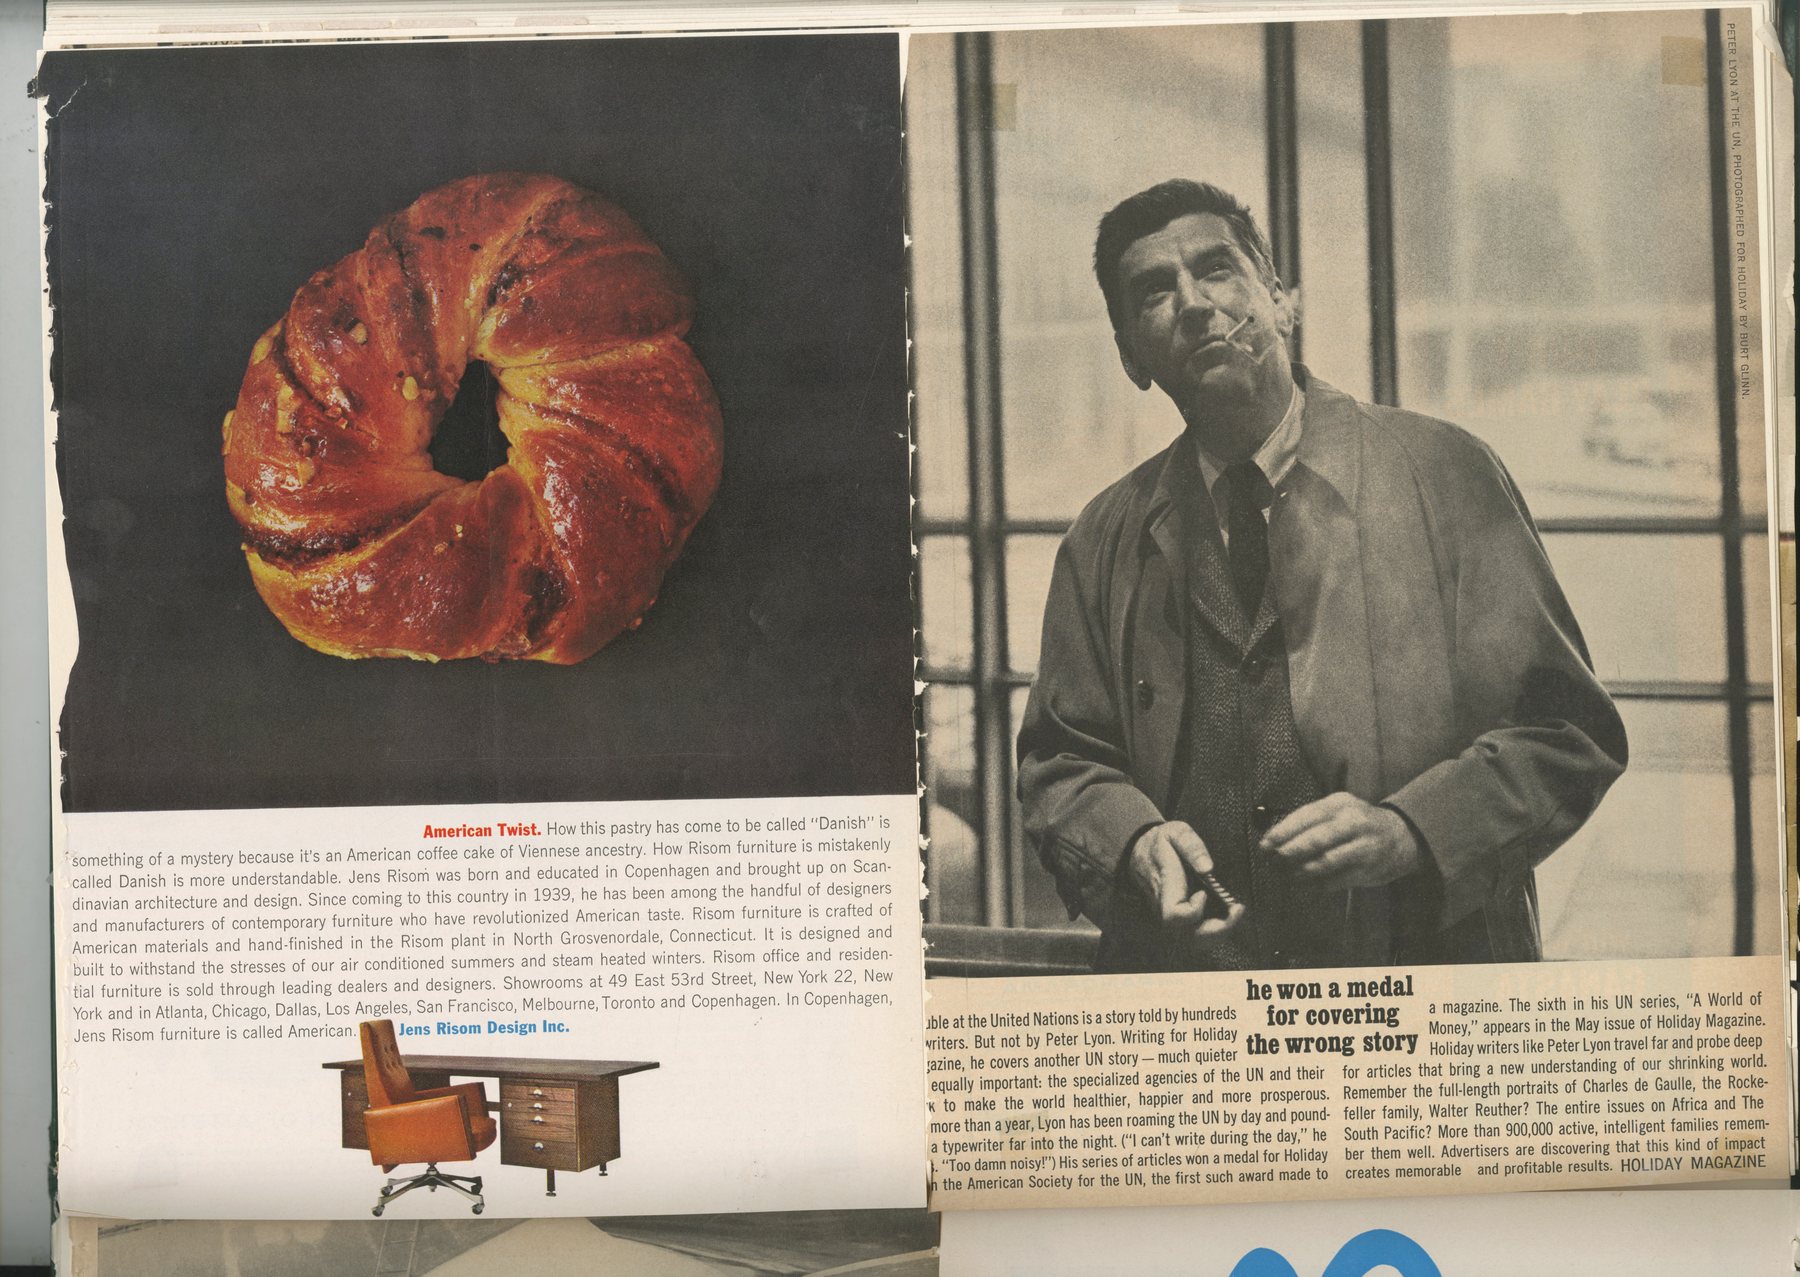 American Twist. How this pastry has come to be called "Danish" is
something of a mystery because it's an American coffee cake of Viennese ancestry. How Risom furniture is mistakenly
called Danish is more understandable. Jens Risom was born and educated in Copenhagen and brought up on Scan-
dinavian architecture and design. Since coming to this country in 1939, he has been among the handful of designers
and manufacturers of contemporary furniture who have revolutionized American taste. Risom furniture is crafted of
American materials and hand-finished in the Risom plant in North Grosvenordale, Connecticut. It is designed and
built to withstand the stresses of our air conditioned summers and steam heated winters. Risom office and residen-
tial furniture is sold through leading dealers and designers. Showrooms at 49 East 53rd Street, New York 22, New
York and in Atlanta, Chicago, Dallas, Los Angeles, San Francisco, Melbourne, Toronto and Copenhagen. In Copenhagen,
Jens Risom furniture is called American. Jens Risom Design Inc.
PETER LYON AT THE UN, PHOTOGRAPHED FOR HOLIDAY BY BURT GLINN.
he won a medal
for covering
the wrong story
uble at the United Nations is a story told by hundreds
writers. But not by Peter Lyon. Writing for Holiday
gazine, he covers another UN story — much quieter
equally important: the specialized agencies of the UN and their
k to make the world healthier, happier and more prosperous.
more than a year, Lyon has been roaming the UN by day and pound-
a typewriter far into the night. ("I can't write during the day," he
s. "Too damn noisy!") His series of articles won a medal for Holiday
the American Society for the UN, the first such award made to
a magazine. The sixth in his UN series, "A World of
Money," appears in the May issue of Holiday Magazine.
Holiday writers like Peter Lyon travel far and probe deep
for articles that bring a new understanding of our shrinking world.
Remember the full-length portraits of Charles de Gaulle, the Rocke-
feller family, Walter Reuther? The entire issues on Africa and The
South Pacific? More than 900,000 active, intelligent families remem-
ber them well. Advertisers are discovering that this kind of impact
creates memorable and profitable results. HOLIDAY MAGAZINE